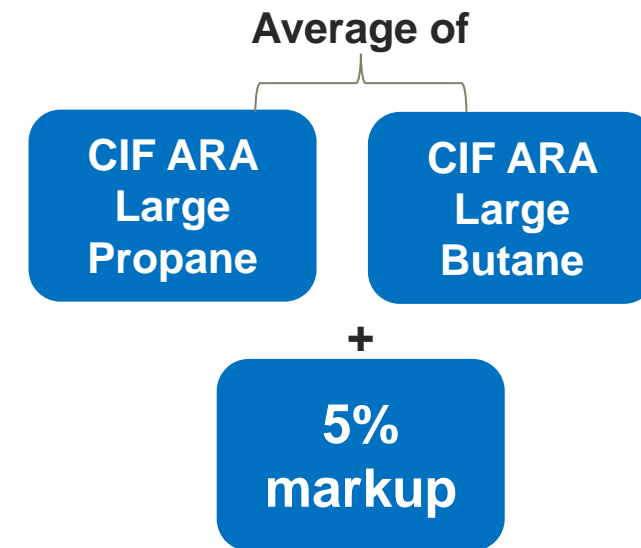 Average of
CIF ARA
Large
Propane
CIF ARA
Large
Butane
+
5%
markup